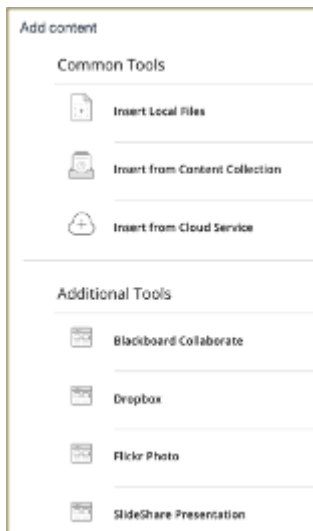 Add content
Common Tools
Insert Local Files
Insert from Content Collection
Insert from Cloud Service
Additional Tools
Blackboard Collaborate
Dropbox
Flickr Photo
SlideShare Presentation